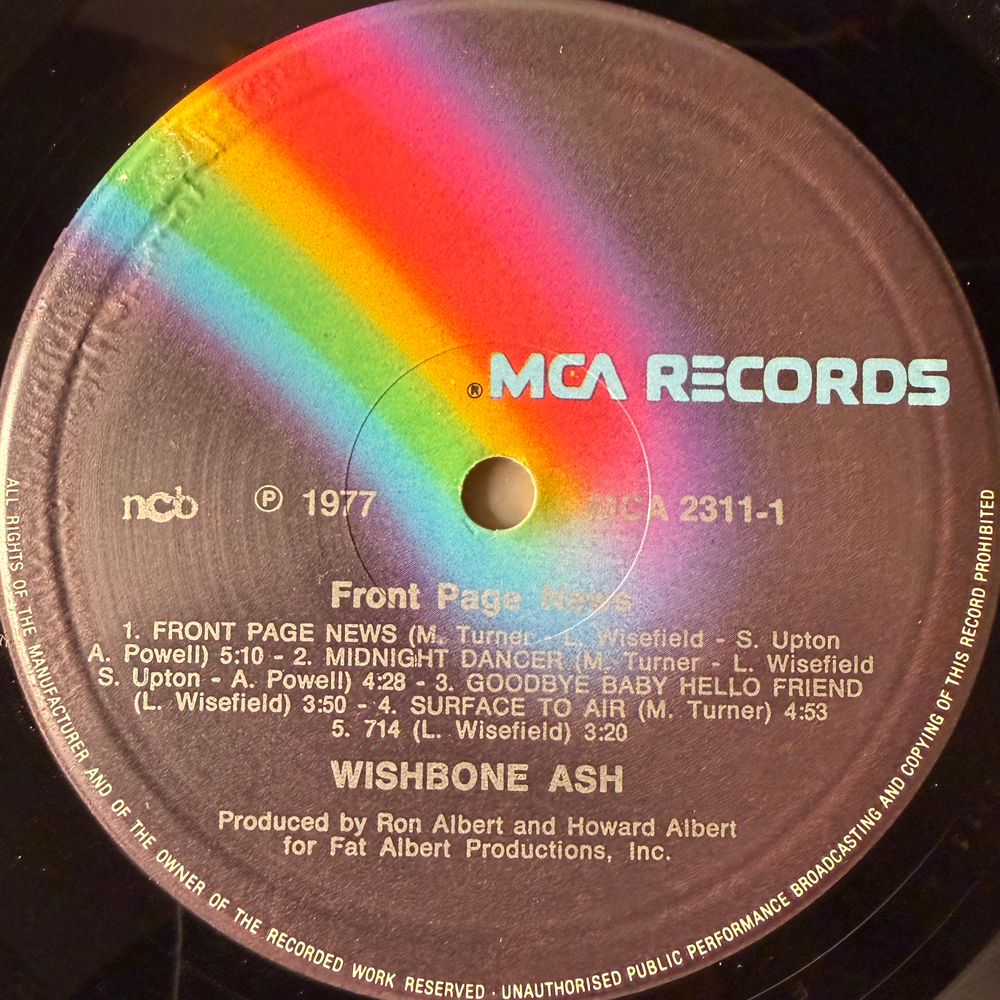 ® MCA RECORDS
ncb ℗ 1977 MCA 2311-1
Front Page News
1. FRONT PAGE NEWS (M. Turner - L. Wisefield - S. Upton
A. Powell) 5:10 - 2. MIDNIGHT DANCER (M. Turner - L. Wisefield
S. Upton - A. Powell) 4:28 - 3. GOODBYE BABY HELLO FRIEND
(L. Wisefield) 3:50 - 4. SURFACE TO AIR (M. Turner) 4:53
5. 714 (L. Wisefield) 3:20
WISHBONE ASH
Produced by Ron Albert and Howard Albert
for Fat Albert Productions, Inc.
ALL RIGHTS OF THE MANUFACTURER AND OF THE OWNER OF THE RECORDED WORK RESERVED · UNAUTHORISED PUBLIC PERFORMANCE BROADCASTING AND COPYING OF THIS RECORD PROHIBITED